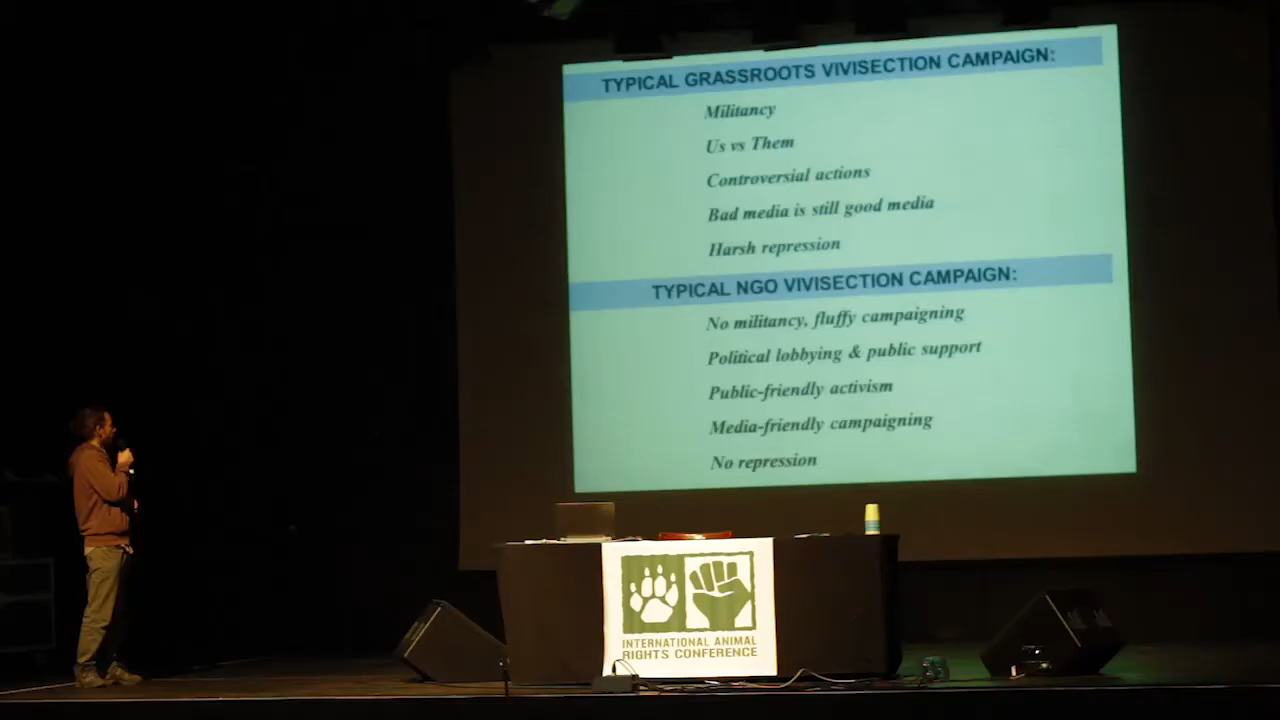 TYPICAL GRASSROOTS VIVISECTION CAMPAIGN:
Militancy
Us vs Them
Controversial actions
Bad media is still good media
Harsh repression
TYPICAL NGO VIVISECTION CAMPAIGN:
No militancy, fluffy campaigning
Political lobbying & public support
Public-friendly activism
Media-friendly campaigning
No repression
INTERNATIONAL ANIMAL
RIGHTS CONFERENCE